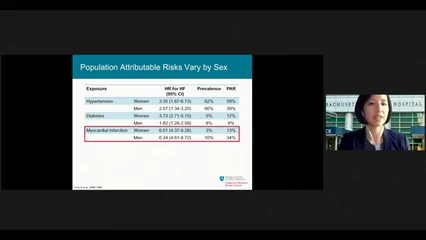 Population Attributable Risks Vary by Sex
Exposure HR for HF (95% CI) Prevalence PAR
Hypertension Women 3.35 (1.67-6.73) 62% 59%
Men 2.07 (1.34-3.20) 60% 39%
Diabetes Women 3.73 (2.71-5.15) 5% 12%
Men 1.82 (1.28-2.58) 8% 6%
Myocardial infarction Women 6.01 (4.37-8.28) 3% 13%
Men 6.34 (4.61-8.72) 10% 34%
HOSPITAL